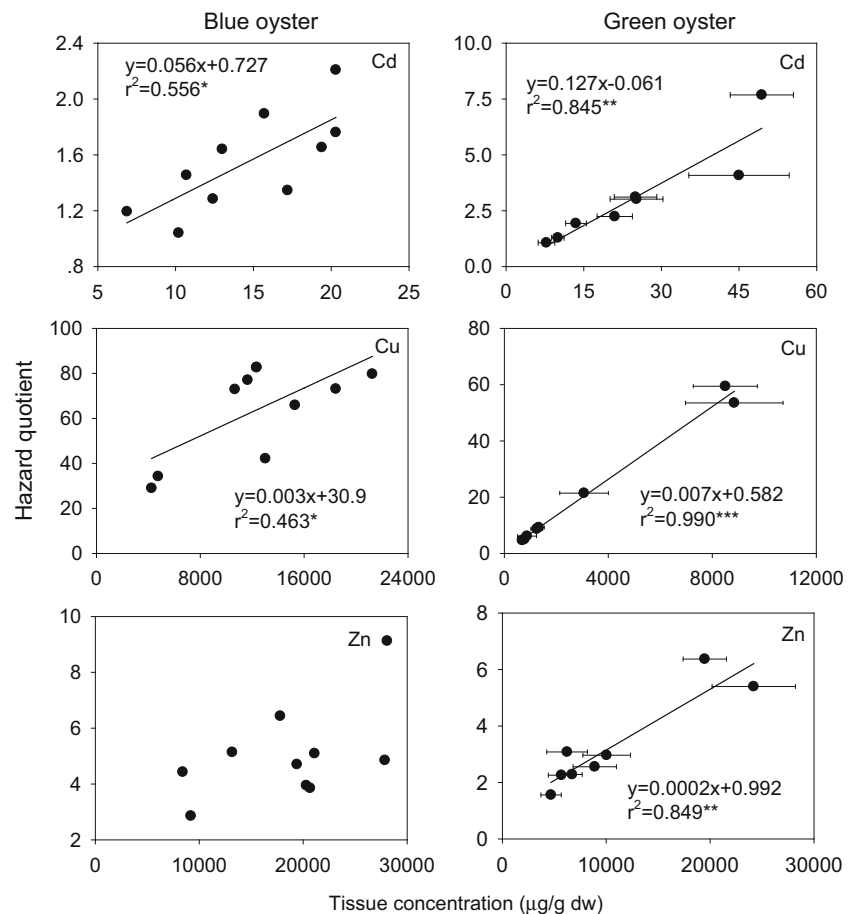 Blue oyster
Green oyster
2.4
2.0
1.6
1.2
.8
y=0.056x+0.727
r²=0.556*
Cd
5 10 15 20 25
10.0
7.5
5.0
2.5
0.0
y=0.127x-0.061
r²=0.845**
Cd
0 15 30 45 60
Hazard quotient
100
80
60
40
20
0
Cu
y=0.003x+30.9
r²=0.463*
0 8000 16000 24000
80
60
40
20
0
Cu
y=0.007x+0.582
r²=0.990***
0 4000 8000 12000
10
8
6
4
2
Zn
0 10000 20000 30000
8
6
4
2
0
Zn
y=0.0002x+0.992
r²=0.849**
0 10000 20000 30000
Tissue concentration (μg/g dw)